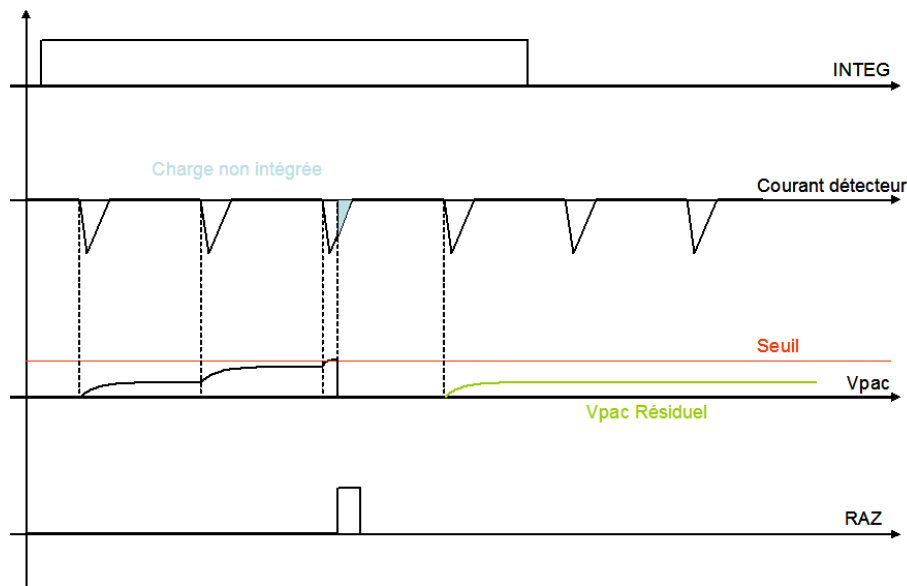 INTEG
Charge non intégrée
Courant détecteur
Seuil
Vpac
Vpac Résiduel
RAZ